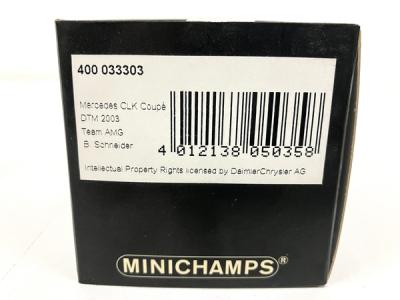 400 033303
Mercedes CLK Coupè
DTM 2003
Team AMG
B. Schneider
4 012138 050358
Intellectual Property Rights licensed by DaimlerChrysler AG
MINICHAMPS®